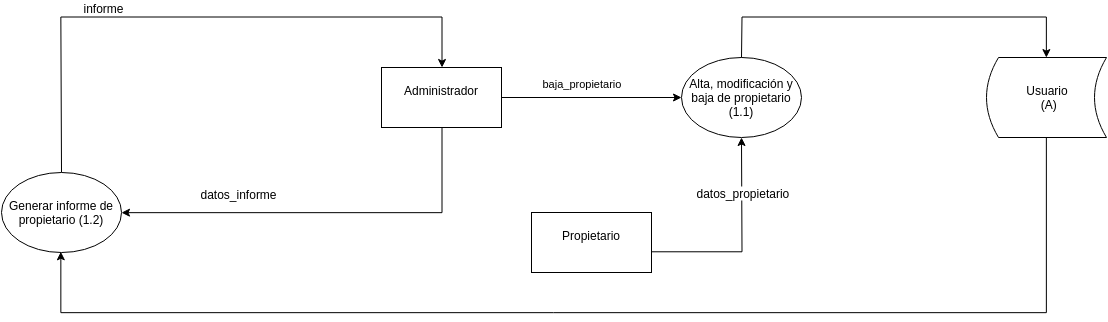 informe
Administrador
baja_propietario
Alta, modificación y
baja de propietario
(1.1)
Usuario
(A)
datos_informe
datos_propietario
Generar informe de
propietario (1.2)
Propietario